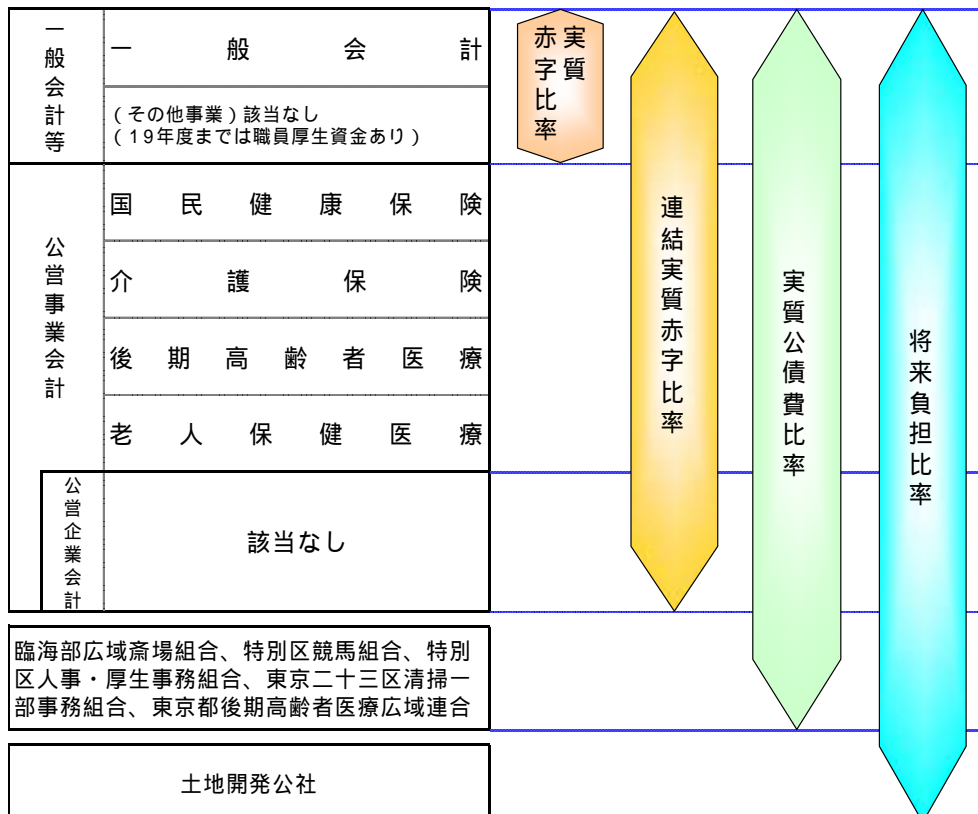 一般会計等
一般会計
(その他事業)該当なし
(19年度までは職員厚生資金あり)
公営事業会計
国民健康保険
介護保険
後期高齢者医療
老人保健医療
公営企業会計
該当なし
臨海部広域斎場組合、特別区競馬組合、特別
区人事・厚生事務組合、東京二十三区清掃一
部事務組合、東京都後期高齢者医療広域連合
土地開発公社
実質
赤字比率
連結実質赤字比率
実質公債費比率
将来負担比率